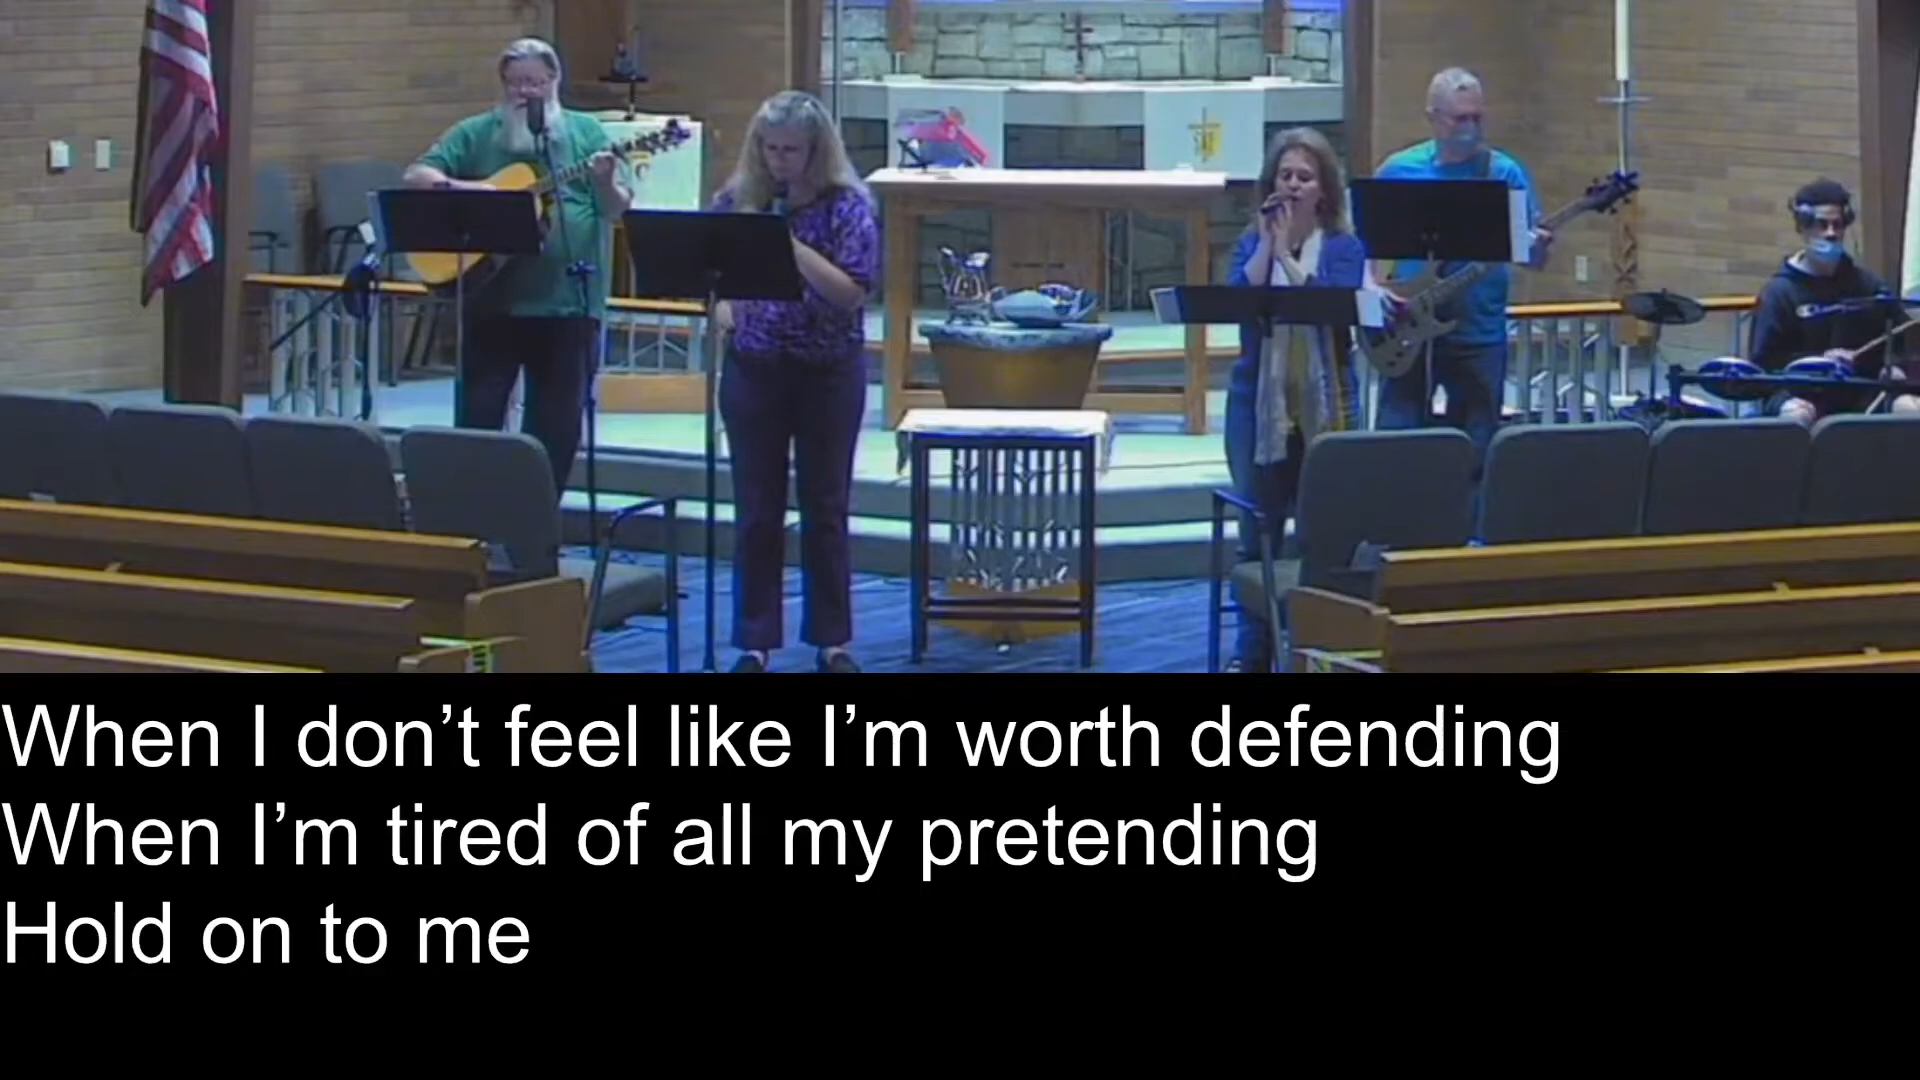 When I don’t feel like I’m worth defending
When I’m tired of all my pretending
Hold on to me